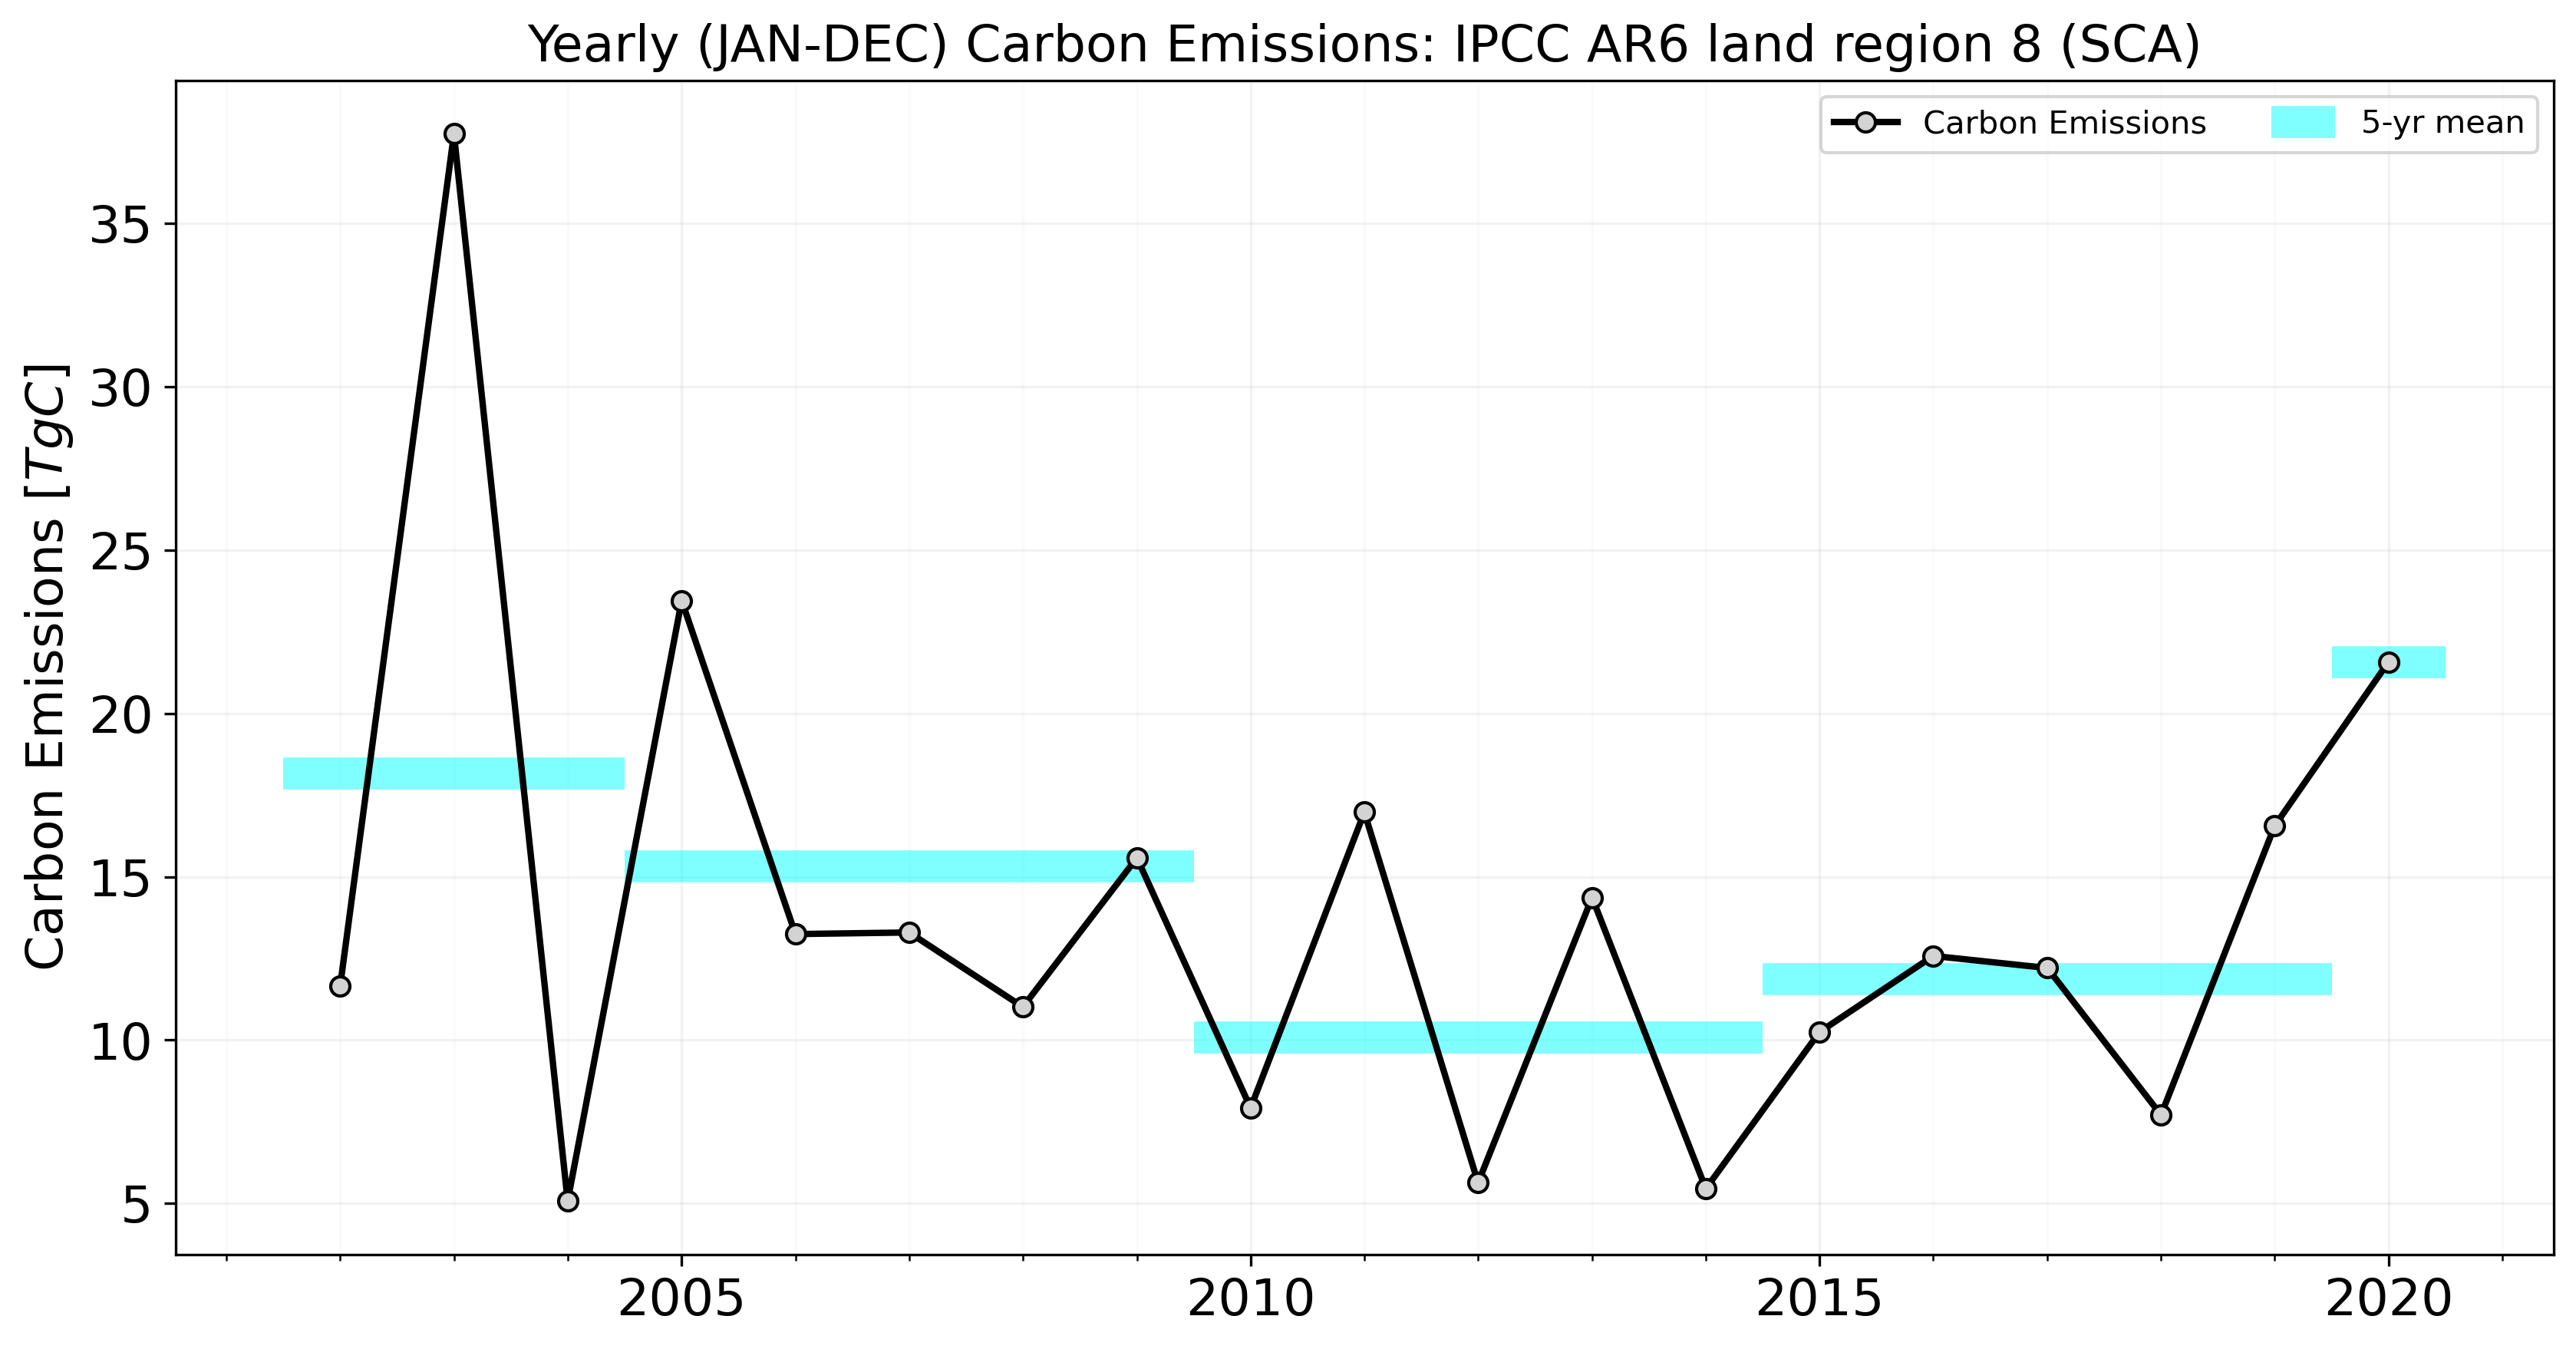 Yearly (JAN-DEC) Carbon Emissions: IPCC AR6 land region 8 (SCA)
Carbon Emissions
5-yr mean
Carbon Emissions [TgC]
35
30
25
20
15
10
5
2005
2010
2015
2020